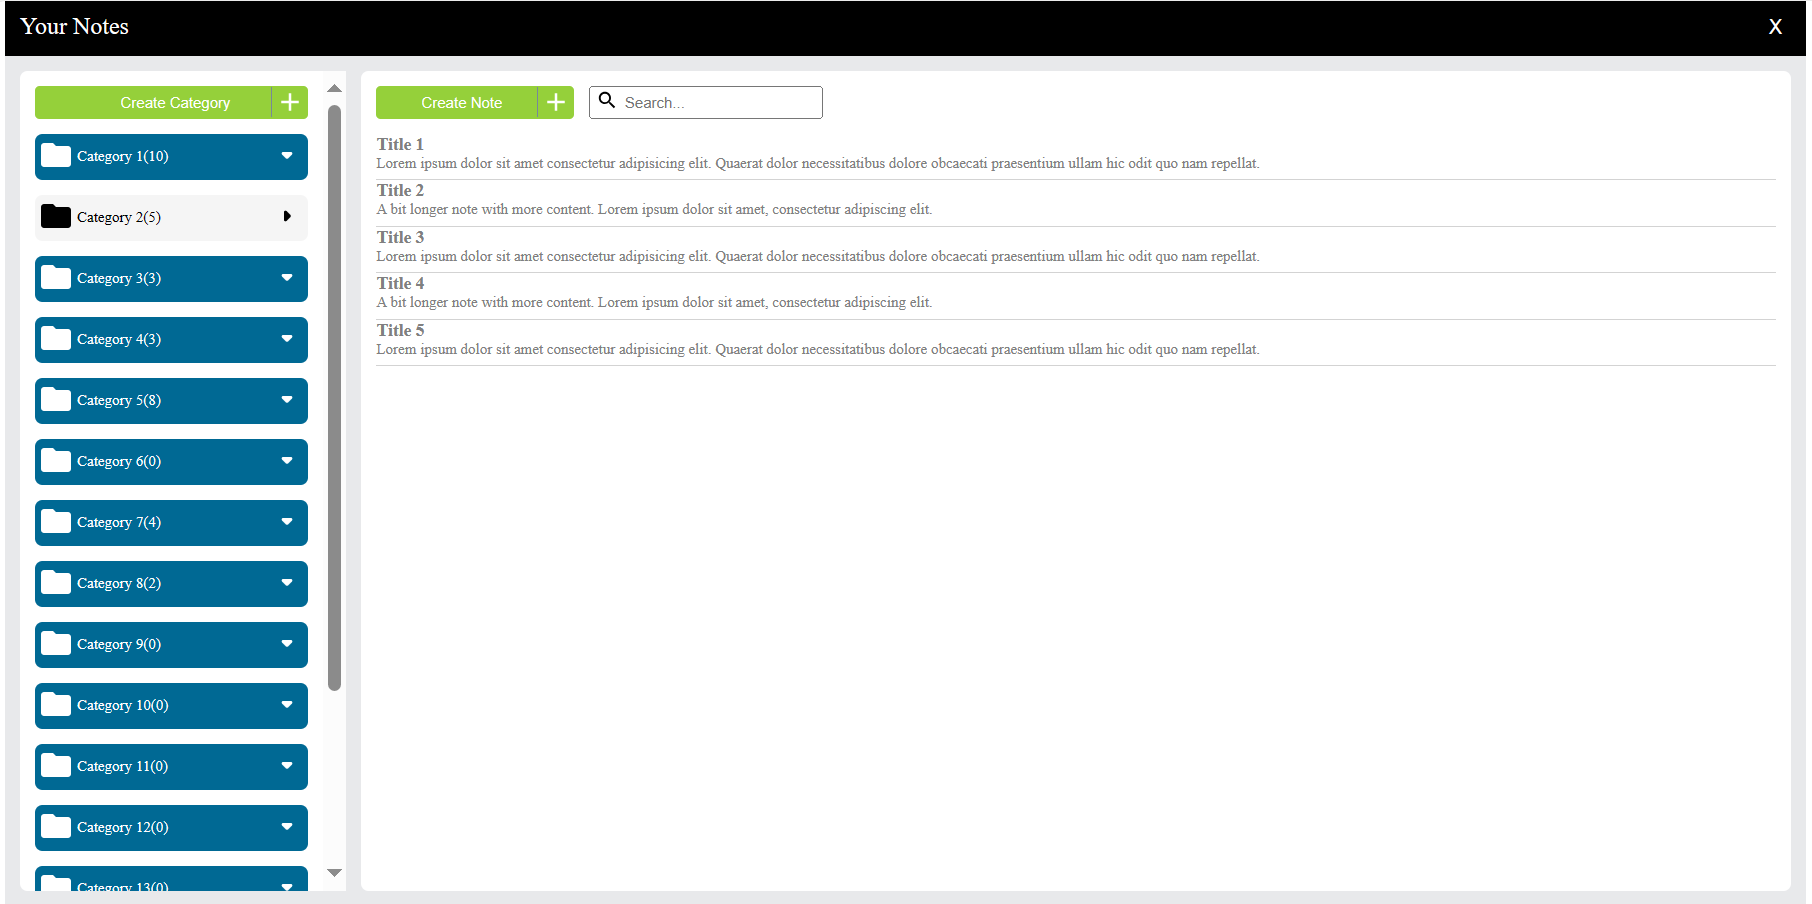 Your Notes
X
Create Category
Category 1(10)
Category 2(5)
Category 3(3)
Category 4(3)
Category 5(8)
Category 6(0)
Category 7(4)
Category 8(2)
Category 9(0)
Category 10(0)
Category 11(0)
Category 12(0)
Category 13(0)
Create Note
Search...
Title 1
Lorem ipsum dolor sit amet consectetur adipisicing elit. Quaerat dolor necessitatibus dolore obcaecati praesentium ullam hic odit quo nam repellat.
Title 2
A bit longer note with more content. Lorem ipsum dolor sit amet, consectetur adipiscing elit.
Title 3
Lorem ipsum dolor sit amet consectetur adipisicing elit. Quaerat dolor necessitatibus dolore obcaecati praesentium ullam hic odit quo nam repellat.
Title 4
A bit longer note with more content. Lorem ipsum dolor sit amet, consectetur adipiscing elit.
Title 5
Lorem ipsum dolor sit amet consectetur adipisicing elit. Quaerat dolor necessitatibus dolore obcaecati praesentium ullam hic odit quo nam repellat.